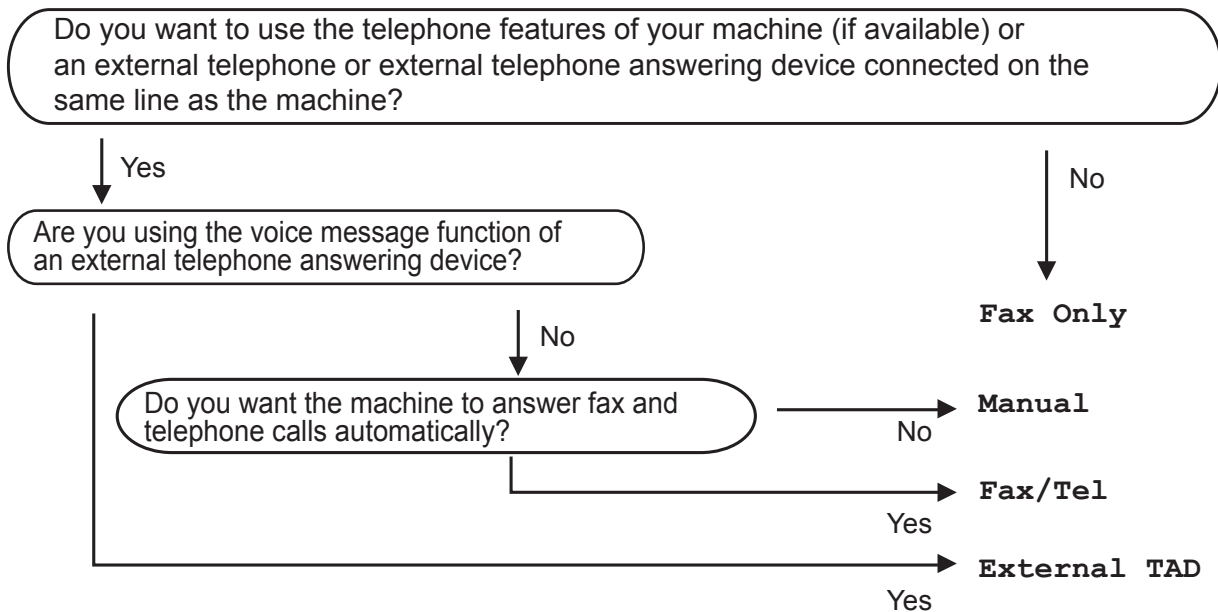 Do you want to use the telephone features of your machine (if available) or
an external telephone or external telephone answering device connected on the
same line as the machine?
Yes
No
Are you using the voice message function of
an external telephone answering device?
Fax Only
No
Do you want the machine to answer fax and
telephone calls automatically?
Manual
No
Fax/Tel
Yes
External TAD
Yes